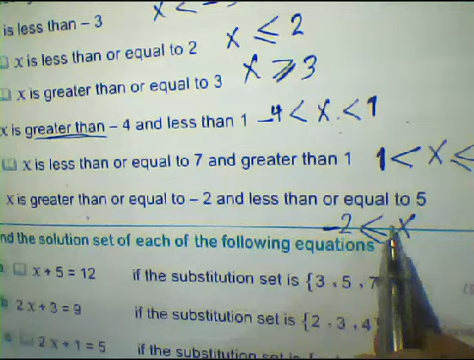 is less than – 3 x <
x is less than or equal to 2 x ≤ 2
x is greater than or equal to 3 x ⩾ 3
x is greater than – 4 and less than 1 –4 < x < 1
x is less than or equal to 7 and greater than 1 1 < x ≤
x is greater than or equal to – 2 and less than or equal to 5
–2 ≤ x
nd the solution set of each of the following equations
x + 5 = 12 if the substitution set is {3 , 5 , 7
2 x + 3 = 9 if the substitution set is {2 , 3 , 4
2 x + 1 = 5 if the substitution set is